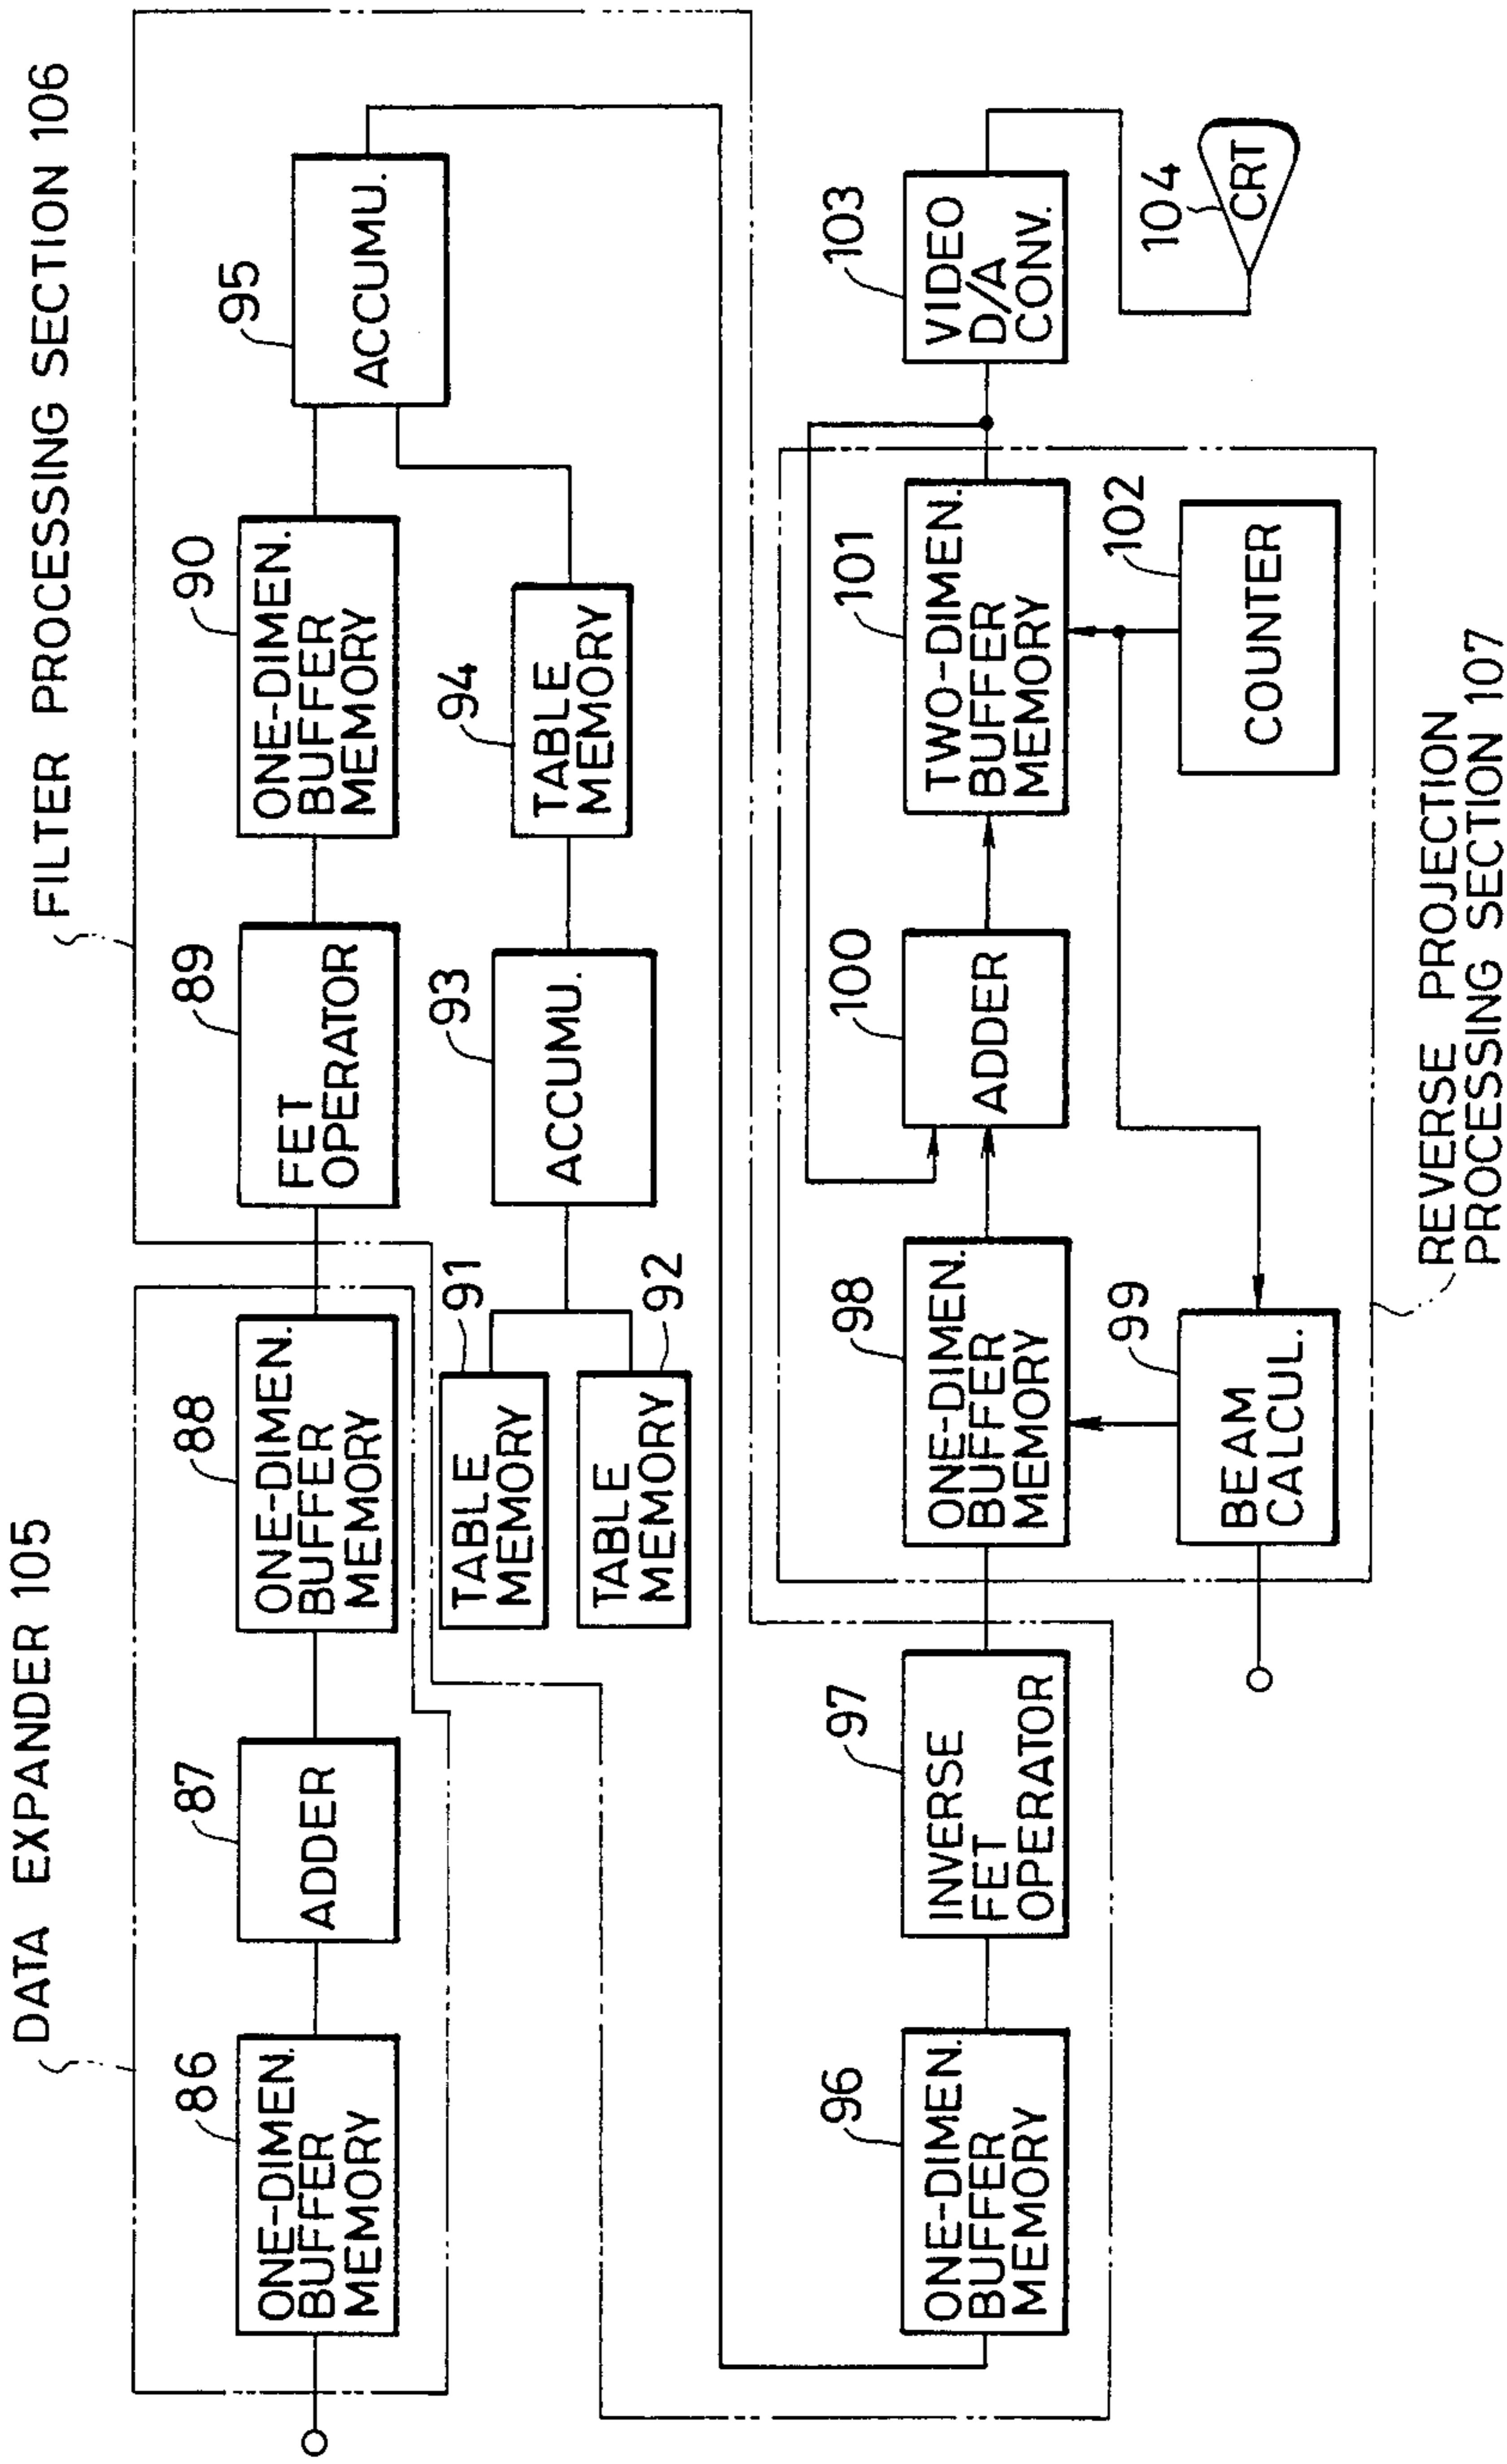 DATA EXPANDER 105
FILTER PROCESSING SECTION 106
86
ONE-DIMEN.
BUFFER
MEMORY
87
ADDER
88
ONE-DIMEN.
BUFFER
MEMORY
89
FET
OPERATOR
90
ONE-DIMEN.
BUFFER
MEMORY
95
ACCUMU.
91
TABLE
MEMORY
92
TABLE
MEMORY
93
ACCUMU.
94
TABLE
MEMORY
96
ONE-DIMEN.
BUFFER
MEMORY
97
INVERSE
FET
OPERATOR
98
ONE-DIMEN.
BUFFER
MEMORY
100
ADDER
101
TWO-DIMEN.
BUFFER
MEMORY
103
VIDEO
D/A
CONV.
99
BEAM
CALCUL.
102
COUNTER
104
CRT
REVERSE PROJECTION
PROCESSING SECTION 107